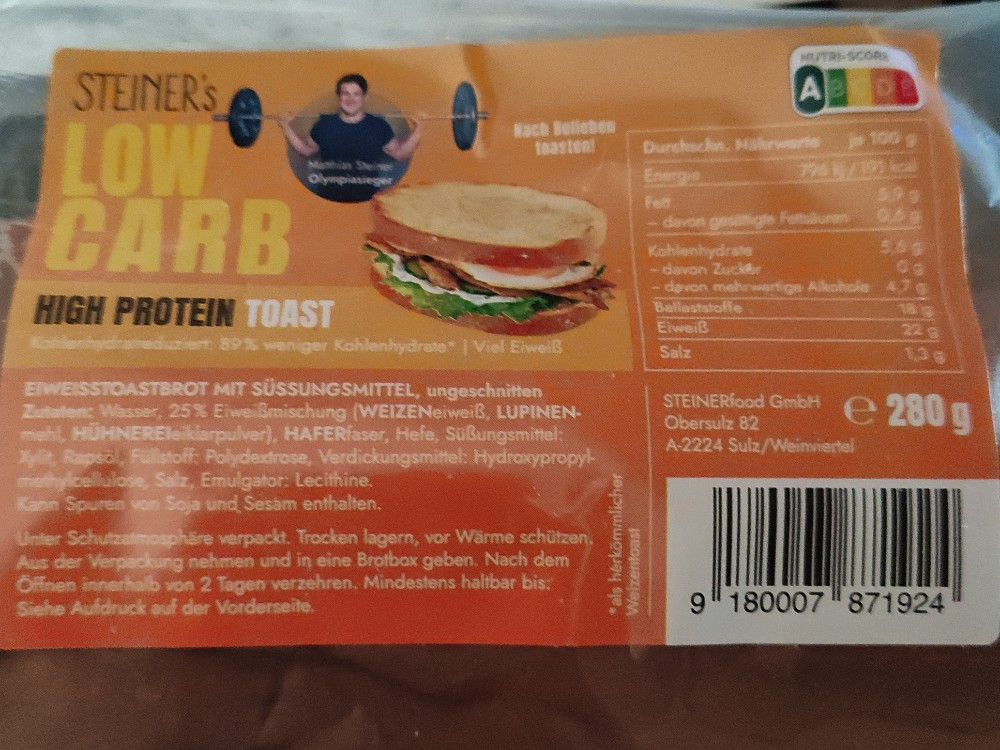 STEINER's
LOW
CARB
HIGH PROTEIN TOAST
Kohlenhydratreduziert: 89% weniger Kohlenhydrate* | Viel Eiweiß
Matthias Steiner
Olympiasieger
Nach Belieben
toasten!
NUTRI-SCORE
A B C D E
Durchschn. Nährwerte je 100 g
Energie 796 kJ / 191 kcal
Fett 5,9 g
– davon gesättigte Fettsäuren 0,6 g
Kohlenhydrate 5,6 g
– davon Zucker 0 g
– davon mehrwertige Alkohole 4,7 g
Ballaststoffe 18 g
Eiweiß 22 g
Salz 1,3 g
EIWEISSTOASTBROT MIT SÜSSUNGSMITTEL, ungeschnitten
Zutaten: Wasser, 25% Eiweißmischung (WEIZENeiweiß, LUPINEN-
mehl, HÜHNEREIeiklarpulver), HAFERfaser, Hefe, Süßungsmittel:
Xylit, Rapsöl, Füllstoff: Polydextrose, Verdickungsmittel: Hydroxypropyl-
methylcellulose, Salz, Emulgator: Lecithine.
Kann Spuren von Soja und Sesam enthalten.
Unter Schutzatmosphäre verpackt. Trocken lagern, vor Wärme schützen.
Aus der Verpackung nehmen und in eine Brotbox geben. Nach dem
Öffnen innerhalb von 2 Tagen verzehren. Mindestens haltbar bis:
Siehe Aufdruck auf der Vorderseite.
*als herkömmlicher
Weizentoast
STEINERfood GmbH
Obersulz 82
A-2224 Sulz/Weinviertel
e 280 g
9 180007 871924